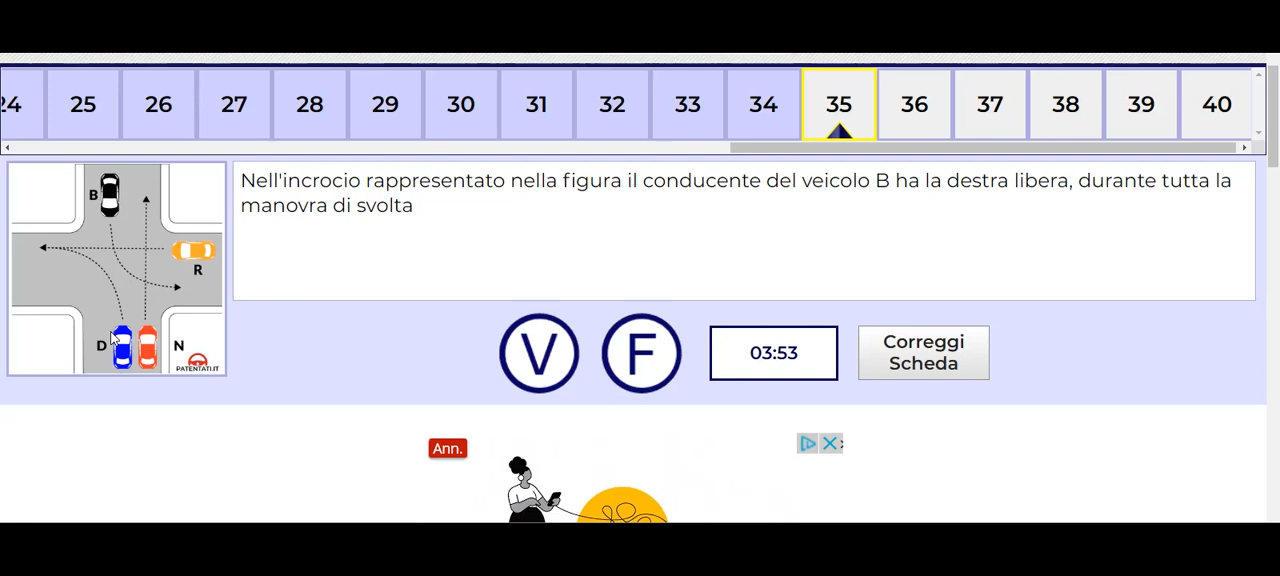 24 25 26 27 28 29 30 31 32 33 34 35 36 37 38 39 40
B
R
D
N
PATENTATI.IT
Nell'incrocio rappresentato nella figura il conducente del veicolo B ha la destra libera, durante tutta la
manovra di svolta
V F 03:53 Correggi
Scheda
Ann.